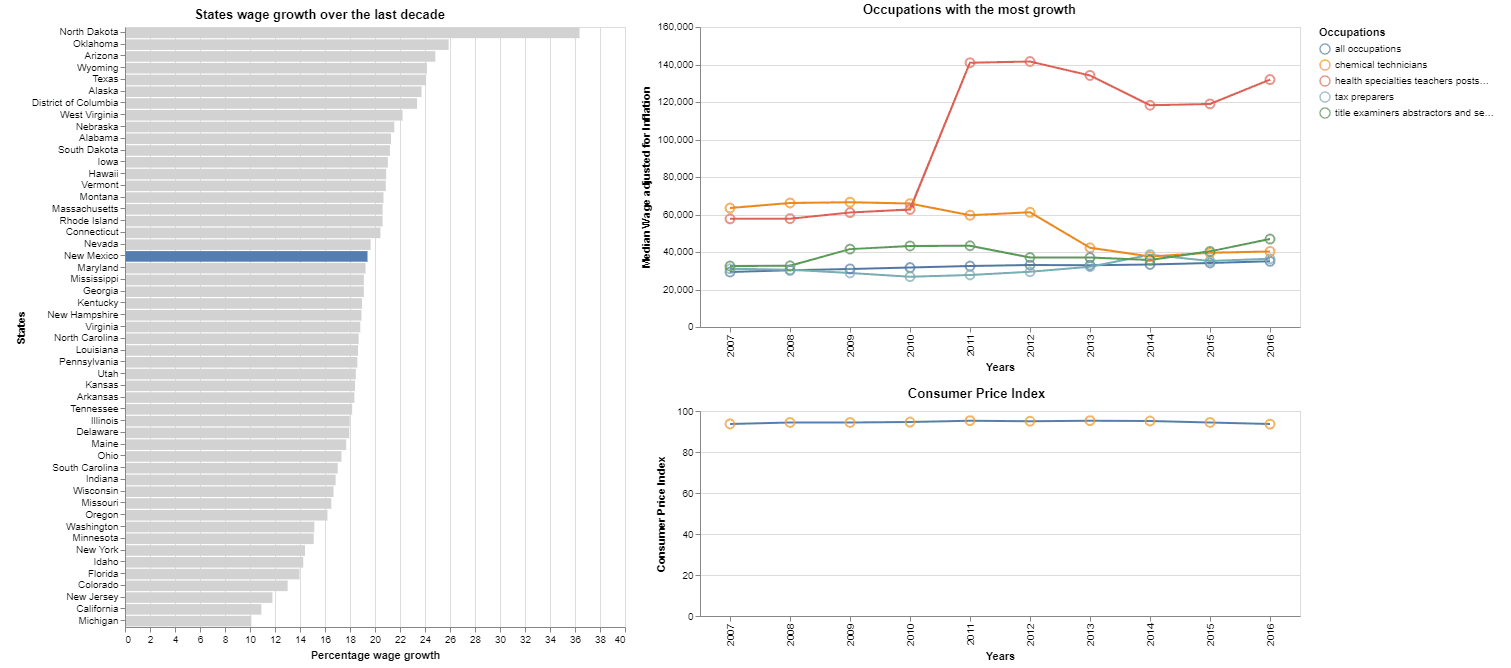 States wage growth over the last decade
States
North Dakota
Oklahoma
Arizona
Wyoming
Texas
Alaska
District of Columbia
West Virginia
Nebraska
Alabama
South Dakota
Iowa
Hawaii
Vermont
Montana
Massachusetts
Rhode Island
Connecticut
Nevada
New Mexico
Maryland
Mississippi
Georgia
Kentucky
New Hampshire
Virginia
North Carolina
Louisiana
Pennsylvania
Utah
Kansas
Arkansas
Tennessee
Illinois
Delaware
Maine
Ohio
South Carolina
Indiana
Wisconsin
Missouri
Oregon
Washington
Minnesota
New York
Idaho
Florida
Colorado
New Jersey
California
Michigan
0 2 4 6 8 10 12 14 16 18 20 22 24 26 28 30 32 34 36 38 40
Percentage wage growth
Occupations with the most growth
Median Wage adjusted for Inflation
160,000
140,000
120,000
100,000
80,000
60,000
40,000
20,000
0
2007 2008 2009 2010 2011 2012 2013 2014 2015 2016
Years
Occupations
all occupations
chemical technicians
health specialties teachers posts…
tax preparers
title examiners abstractors and se…
Consumer Price Index
Consumer Price Index
100
80
60
40
20
0
2007 2008 2009 2010 2011 2012 2013 2014 2015 2016
Years